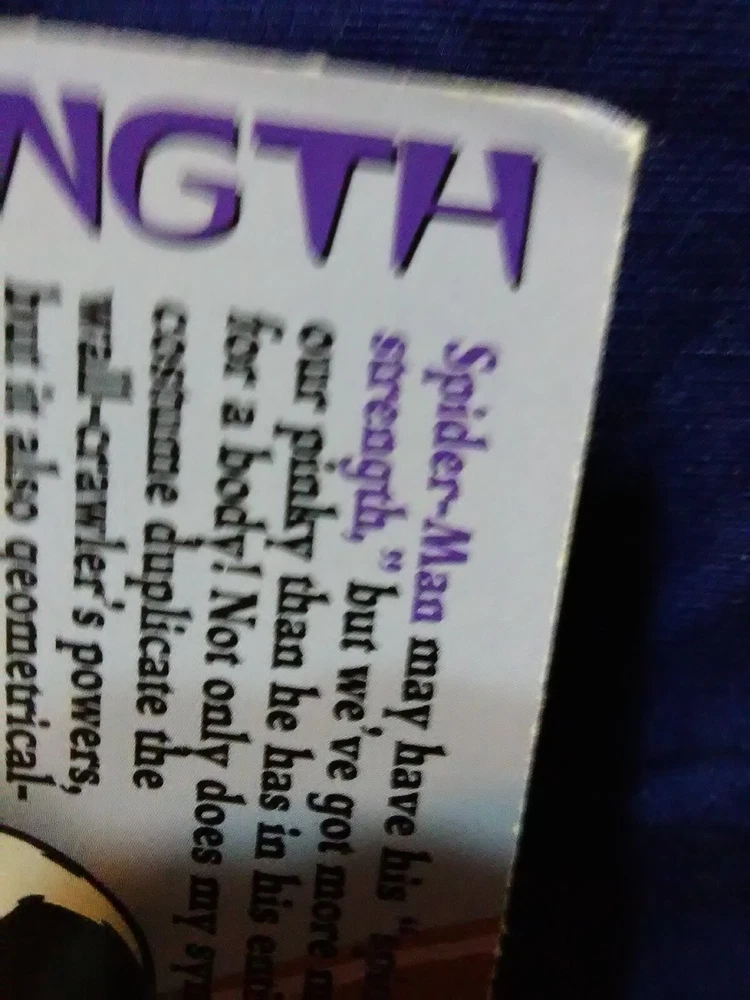 NGTH
Spider-Man may have his
strength," but we've got more
our pinky than he has in his
for a body! Not only does my
costume duplicate the
wall-crawler's powers,
but it also geometrical-